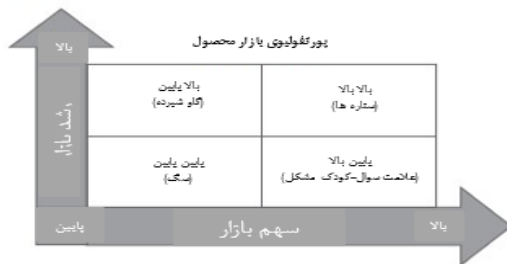 پورتفولیوی بازار محصول
بالا
بالا بالا
(ستاره ها)
بالا پایین
(گاو شیرده)
رشد بازار
پایین بالا
(علامت سوال-کودک مشکل)
پایین پایین
(سگ)
بالا
سهم بازار
پایین